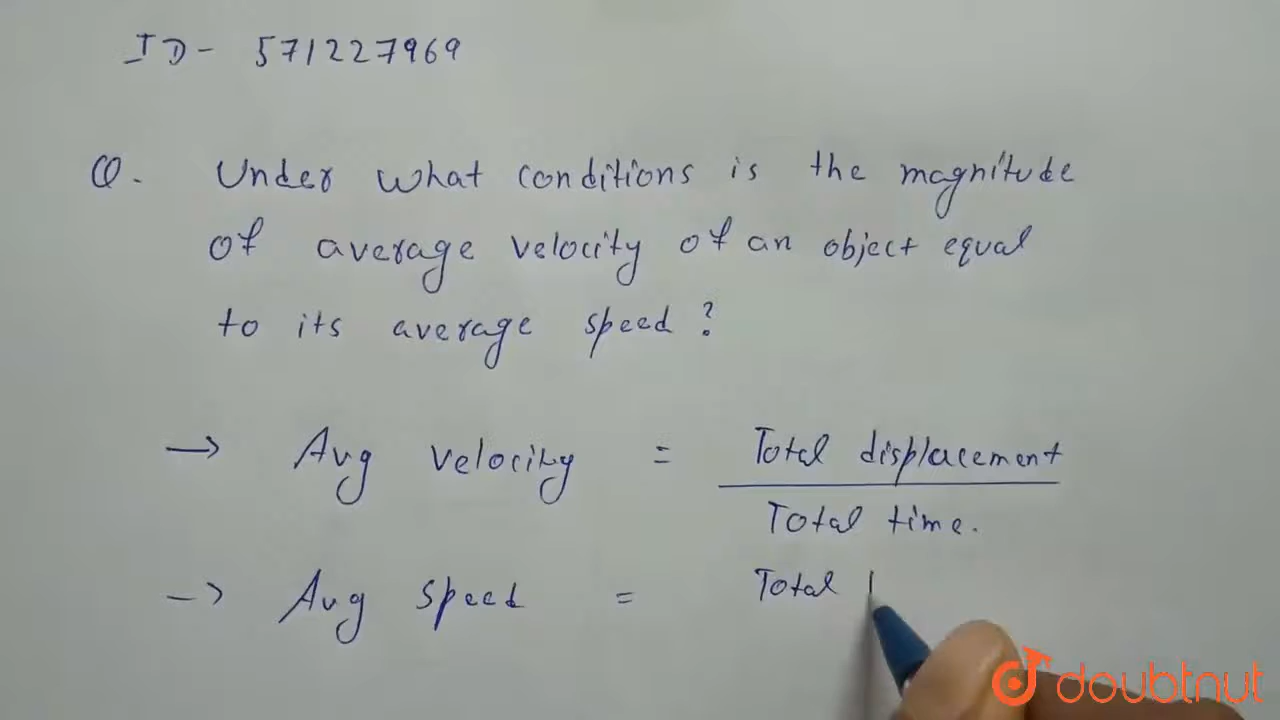 ID- 571227969
Q. Under what conditions is the magnitude
of average velocity of an object equal
to its average speed?
→ Avg velocity = Total displacement
Total time.
→ Avg speed = Total
doubtnut